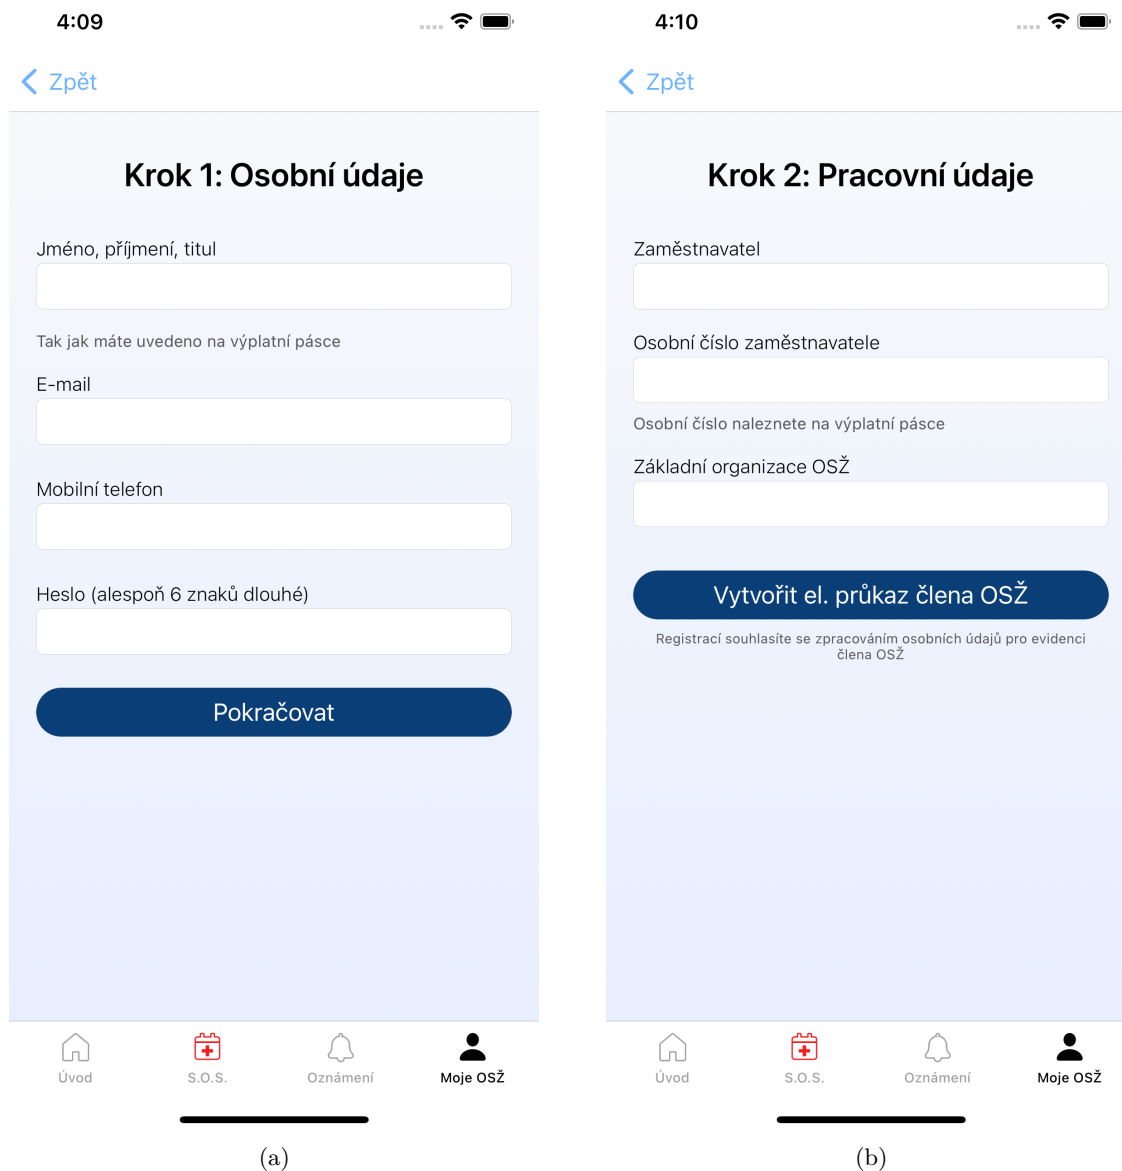 4:09
Zpět
Krok 1: Osobní údaje
Jméno, příjmení, titul
Tak jak máte uvedeno na výplatní pásce
E-mail
Mobilní telefon
Heslo (alespoň 6 znaků dlouhé)
Pokračovat
Úvod
S.O.S.
Oznámení
Moje OSŽ
(a)
4:10
Zpět
Krok 2: Pracovní údaje
Zaměstnavatel
Osobní číslo zaměstnavatele
Osobní číslo naleznete na výplatní pásce
Základní organizace OSŽ
Vytvořit el. průkaz člena OSŽ
Registrací souhlasíte se zpracováním osobních údajů pro evidenci
člena OSŽ
Úvod
S.O.S.
Oznámení
Moje OSŽ
(b)